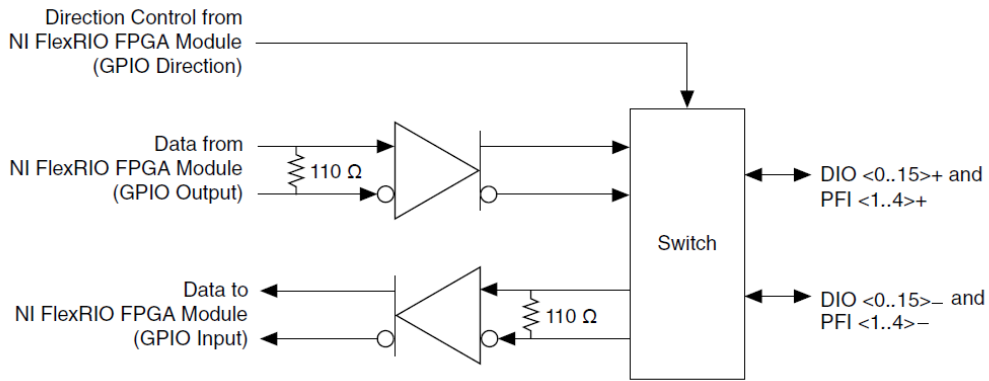 Direction Control from
NI FlexRIO FPGA Module
(GPIO Direction)
Data from
NI FlexRIO FPGA Module
(GPIO Output)
110 Ω
DIO <0..15>+ and
PFI <1..4>+
Switch
Data to
NI FlexRIO FPGA Module
(GPIO Input)
110 Ω
DIO <0..15>− and
PFI <1..4>−